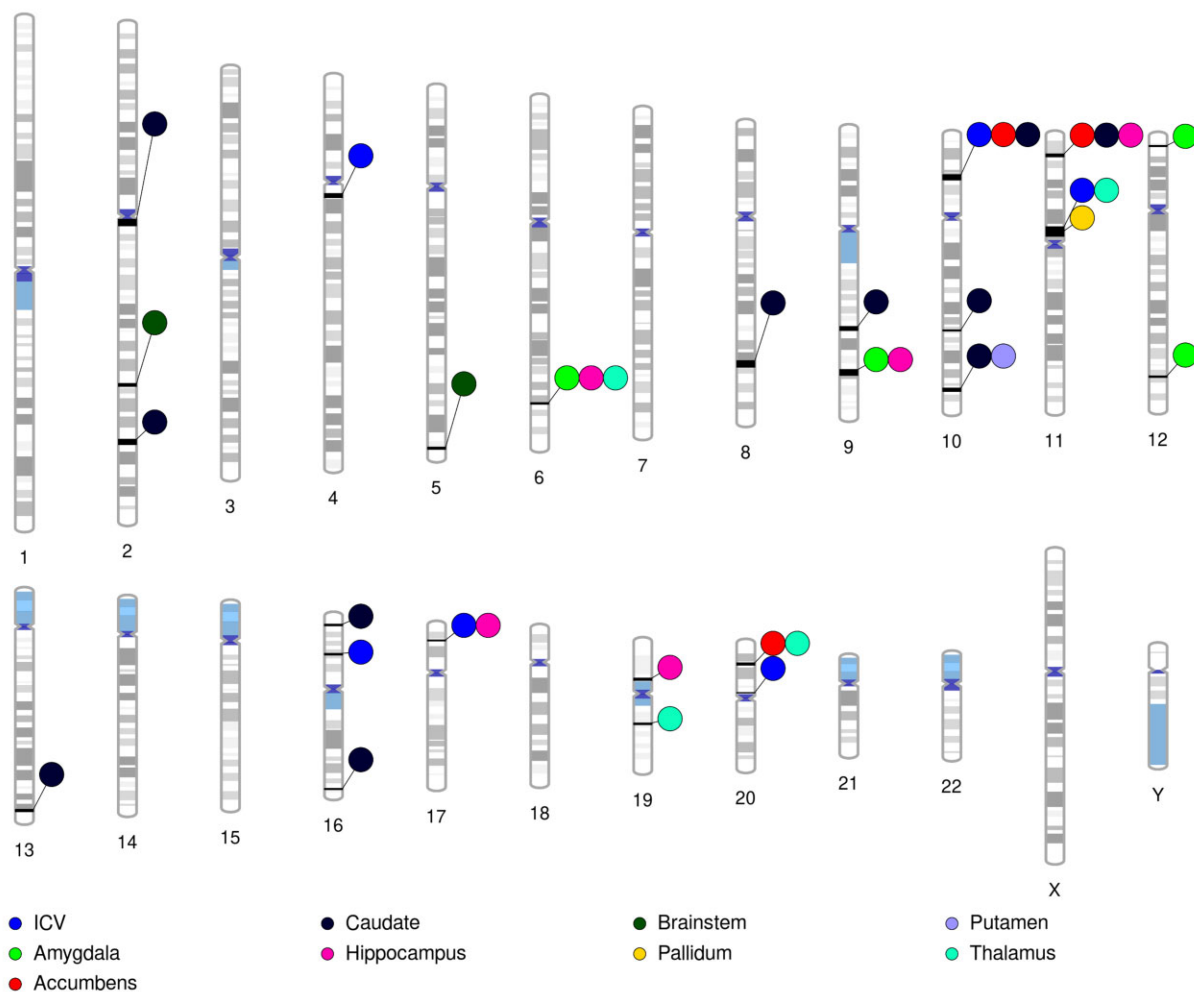 1
2
3
4
5
6
7
8
9
10
11
12
13
14
15
16
17
18
19
20
21
22
X
Y
ICV
Caudate
Brainstem
Putamen
Amygdala
Hippocampus
Pallidum
Thalamus
Accumbens